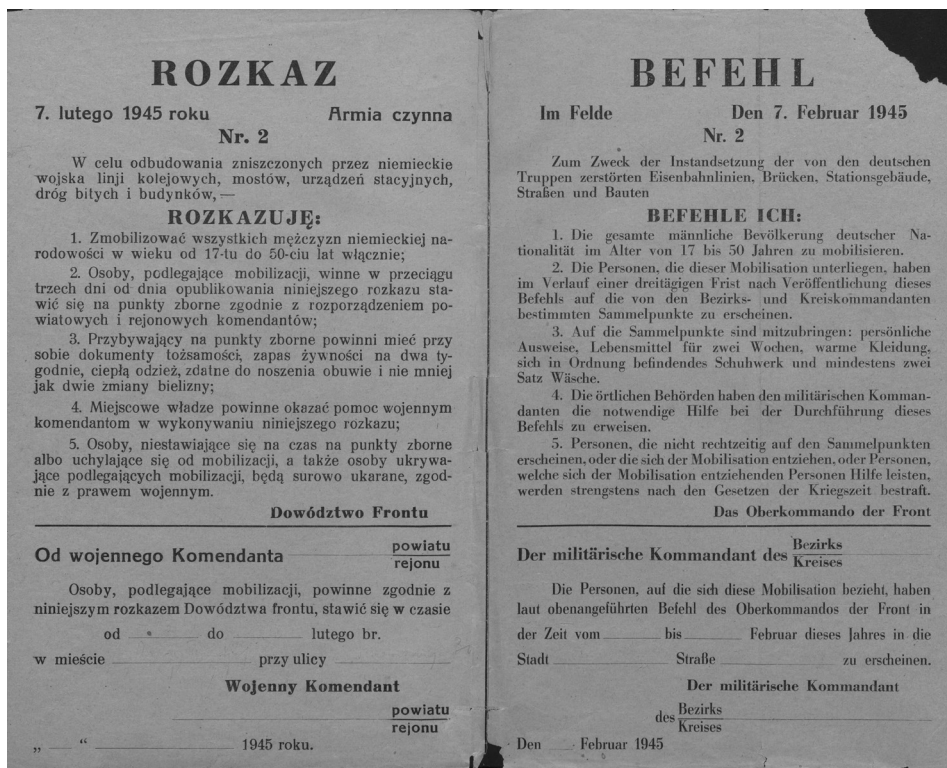 ROZKAZ
7. lutego 1945 roku Armia czynna
Nr. 2
W celu odbudowania zniszczonych przez niemieckie
wojska linji kolejowych, mostów, urządzeń stacyjnych,
dróg bitych i budynków, —
ROZKAZUJĘ:
1. Zmobilizować wszystkich mężczyzn niemieckiej na-
rodowości w wieku od 17-tu do 50-ciu lat włącznie;
2. Osoby, podlegające mobilizacji, winne w przeciągu
trzech dni od dnia opublikowania niniejszego rozkazu sta-
wić się na punkty zborne zgodnie z rozporządzeniem po-
wiatowych i rejonowych komendantów;
3. Przybywający na punkty zborne powinni mieć przy
sobie dokumenty tożsamości, zapas żywności na dwa ty-
godnie, ciepłą odzież, zdatne do noszenia obuwie i nie mniej
jak dwie zmiany bielizny;
4. Miejscowe władze powinne okazać pomoc wojennym
komendantom w wykonywaniu niniejszego rozkazu;
5. Osoby, niestawiające się na czas na punkty zborne
albo uchylające się od mobilizacji, a także osoby ukrywa-
jące podlegających mobilizacji, będą surowo ukarane, zgod-
nie z prawem wojennym.
Dowództwo Frontu
Od wojennego Komendanta powiatu
rejonu
Osoby, podlegające mobilizacji, powinne zgodnie z
niniejszym rozkazem Dowództwa frontu, stawić się w czasie
od ______ do ______ lutego br.
w mieście ______ przy ulicy ______
Wojenny Komendant
______ powiatu
rejonu
„ ___ “ ______ 1945 roku.
BEFEHL
Im Felde Den 7. Februar 1945
Nr. 2
Zum Zweck der Instandsetzung der von den deutschen
Truppen zerstörten Eisenbahnlinien, Brücken, Stationsgebäude,
Straßen und Bauten
BEFEHLE ICH:
1. Die gesamte männliche Bevölkerung deutscher Na-
tionalität im Alter von 17 bis 50 Jahren zu mobilisieren.
2. Die Personen, die dieser Mobilisation unterliegen, haben
im Verlauf einer dreitägigen Frist nach Veröffentlichung dieses
Befehls auf die von den Bezirks- und Kreiskommandanten
bestimmten Sammelpunkte zu erscheinen.
3. Auf die Sammelpunkte sind mitzubringen: persönliche
Ausweise, Lebensmittel für zwei Wochen, warme Kleidung,
sich in Ordnung befindendes Schuhwerk und mindestens zwei
Satz Wäsche.
4. Die örtlichen Behörden haben den militärischen Komman-
danten die notwendige Hilfe bei der Durchführung dieses
Befehls zu erweisen.
5. Personen, die nicht rechtzeitig auf den Sammelpunkten
erscheinen, oder die sich der Mobilisation entziehen, oder Personen,
welche sich der Mobilisation entziehenden Personen Hilfe leisten,
werden strengstens nach den Gesetzen der Kriegszeit bestraft.
Das Oberkommando der Front
Der militärische Kommandant des Bezirks
Kreises
Die Personen, auf die sich diese Mobilisation bezieht, haben
laut obenangeführten Befehl des Oberkommandos der Front in
der Zeit vom ______ bis ______ Februar dieses Jahres in die
Stadt ______ Straße ______ zu erscheinen.
Der militärische Kommandant
des Bezirks
Kreises
Den ___ Februar 1945